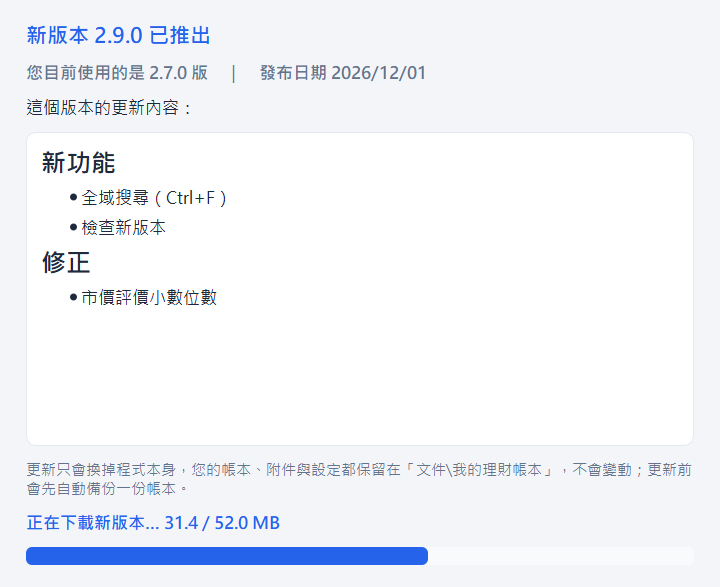 新版本 2.9.0 已推出
您目前使用的是 2.7.0 版 | 發布日期 2026/12/01
這個版本的更新內容：
新功能
• 全域搜尋（Ctrl+F）
• 檢查新版本
修正
• 市價評價小數位數
更新只會換掉程式本身，您的帳本、附件與設定都保留在「文件\我的理財帳本」，不會變動；更新前
會先自動備份一份帳本。
正在下載新版本... 31.4 / 52.0 MB